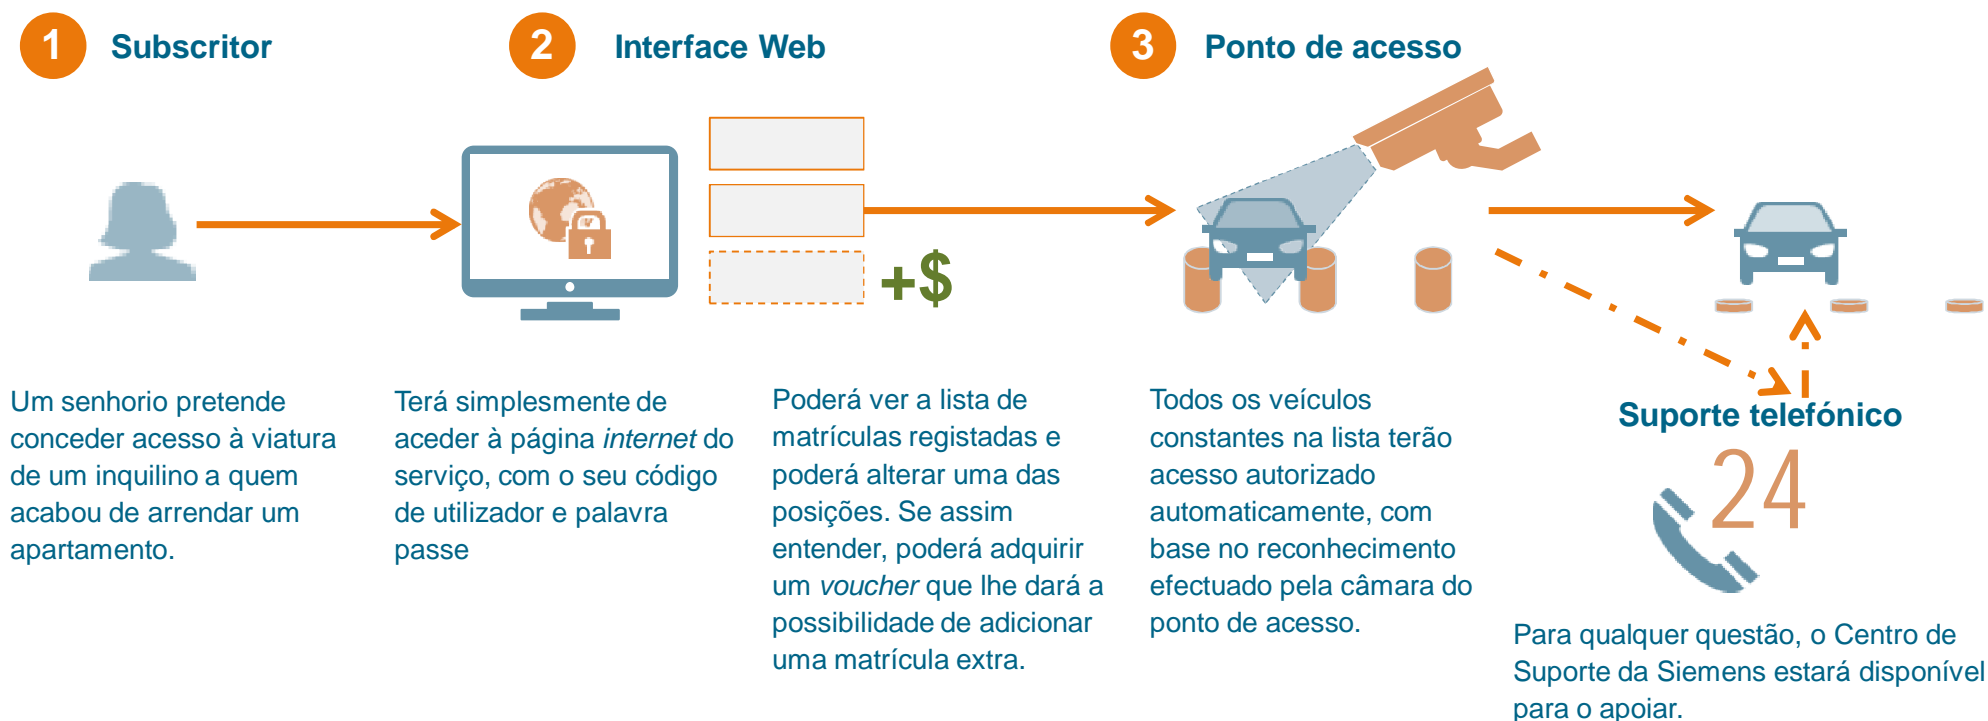 1 Subscritor
2 Interface Web
3 Ponto de acesso
+$
Um senhorio pretende
conceder acesso à viatura
de um inquilino a quem
acabou de arrendar um
apartamento.
Terá simplesmente de
aceder à página internet do
serviço, com o seu código
de utilizador e palavra
passe
Poderá ver a lista de
matrículas registadas e
poderá alterar uma das
posições. Se assim
entender, poderá adquirir
um voucher que lhe dará a
possibilidade de adicionar
uma matrícula extra.
Todos os veículos
constantes na lista terão
acesso autorizado
automaticamente, com
base no reconhecimento
efectuado pela câmara do
ponto de acesso.
Suporte telefónico
24
Para qualquer questão, o Centro de
Suporte da Siemens estará disponível
para o apoiar.